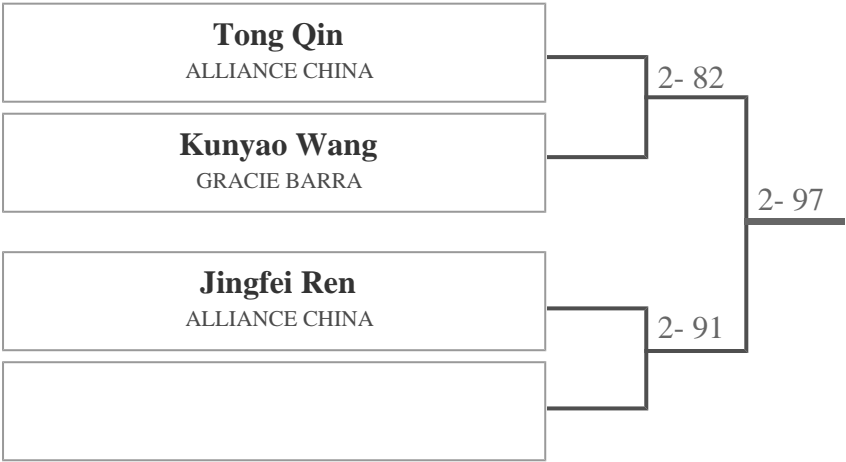 Tong Qin
ALLIANCE CHINA
2- 82
Kunyao Wang
GRACIE BARRA
2- 97
Jingfei Ren
ALLIANCE CHINA
2- 91